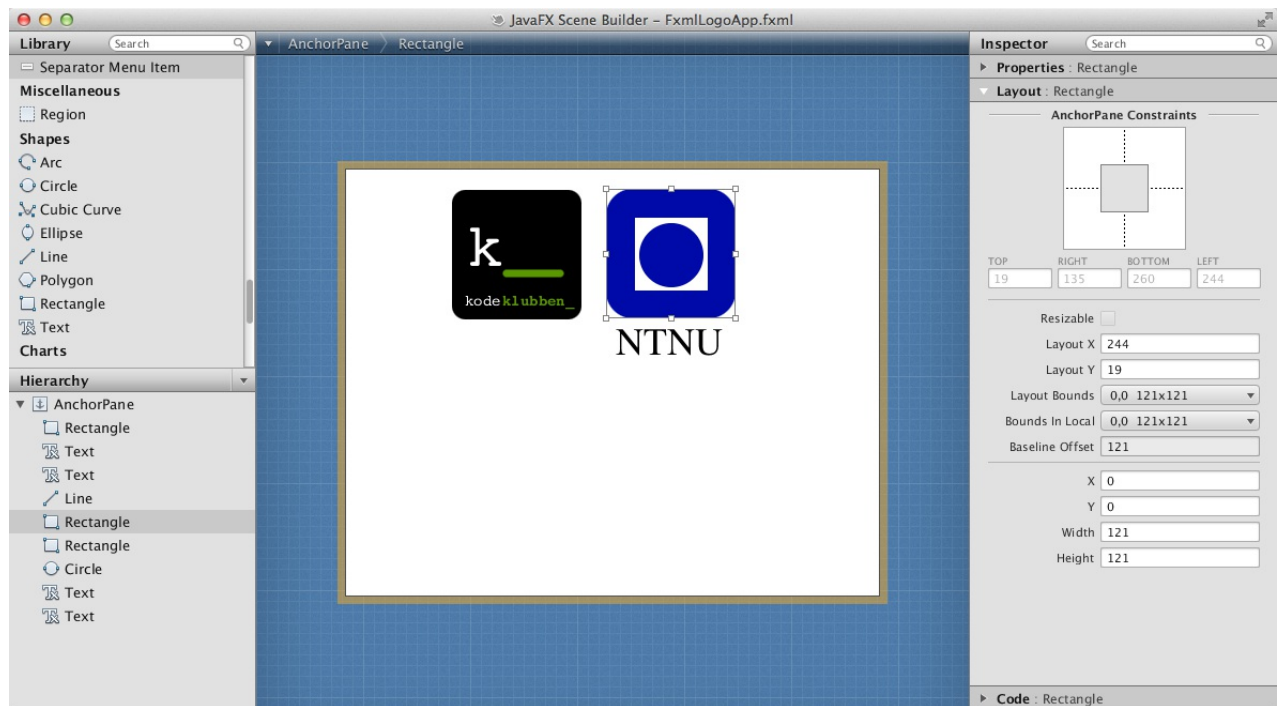 JavaFX Scene Builder – FxmlLogoApp.fxml
Library
Search
Separator Menu Item
Miscellaneous
Region
Shapes
Arc
Circle
Cubic Curve
Ellipse
Line
Polygon
Rectangle
Text
Charts
Hierarchy
AnchorPane
Rectangle
Text
Text
Line
Rectangle
Rectangle
Circle
Text
Text
AnchorPane Rectangle
k_
kodeklubben_
NTNU
Inspector
Search
Properties : Rectangle
Layout : Rectangle
AnchorPane Constraints
TOP RIGHT BOTTOM LEFT
19 135 260 244
Resizable
Layout X 244
Layout Y 19
Layout Bounds 0,0 121x121
Bounds In Local 0,0 121x121
Baseline Offset 121
X 0
Y 0
Width 121
Height 121
Code : Rectangle